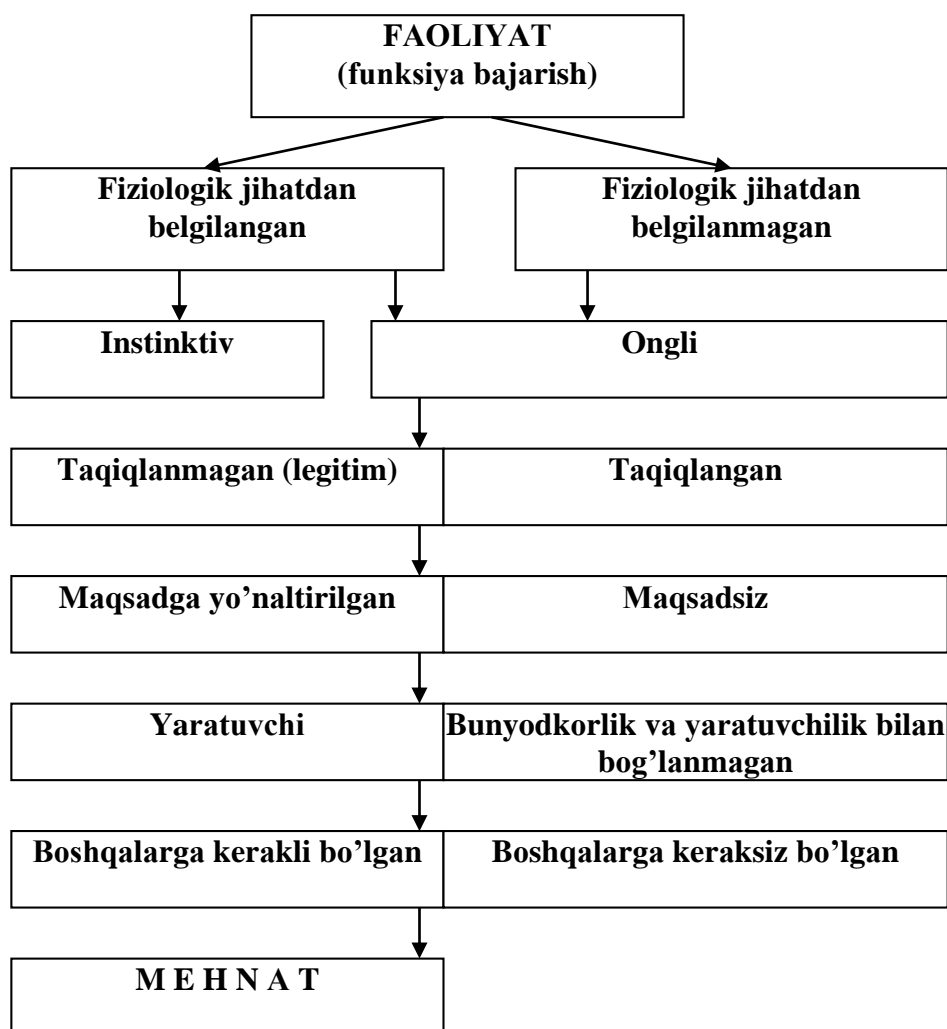 FAOLIYAT
(funksiya bajarish)
Fiziologik jihatdan
belgilangan
Fiziologik jihatdan
belgilanmagan
Instinktiv
Ongli
Taqiqlanmagan (legitim)
Taqiqlangan
Maqsadga yo’naltirilgan
Maqsadsiz
Yaratuvchi
Bunyodkorlik va yaratuvchilik bilan
bog’lanmagan
Boshqalarga kerakli bo’lgan
Boshqalarga keraksiz bo’lgan
M E H N A T